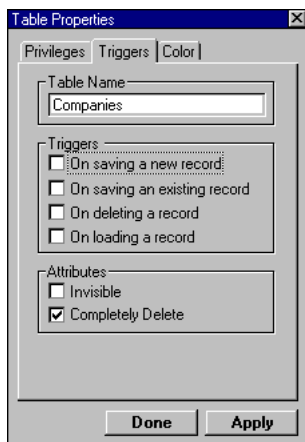 Table Properties
Privileges Triggers Color
Table Name
Companies
Triggers
On saving a new record
On saving an existing record
On deleting a record
On loading a record
Attributes
Invisible
Completely Delete
Done Apply